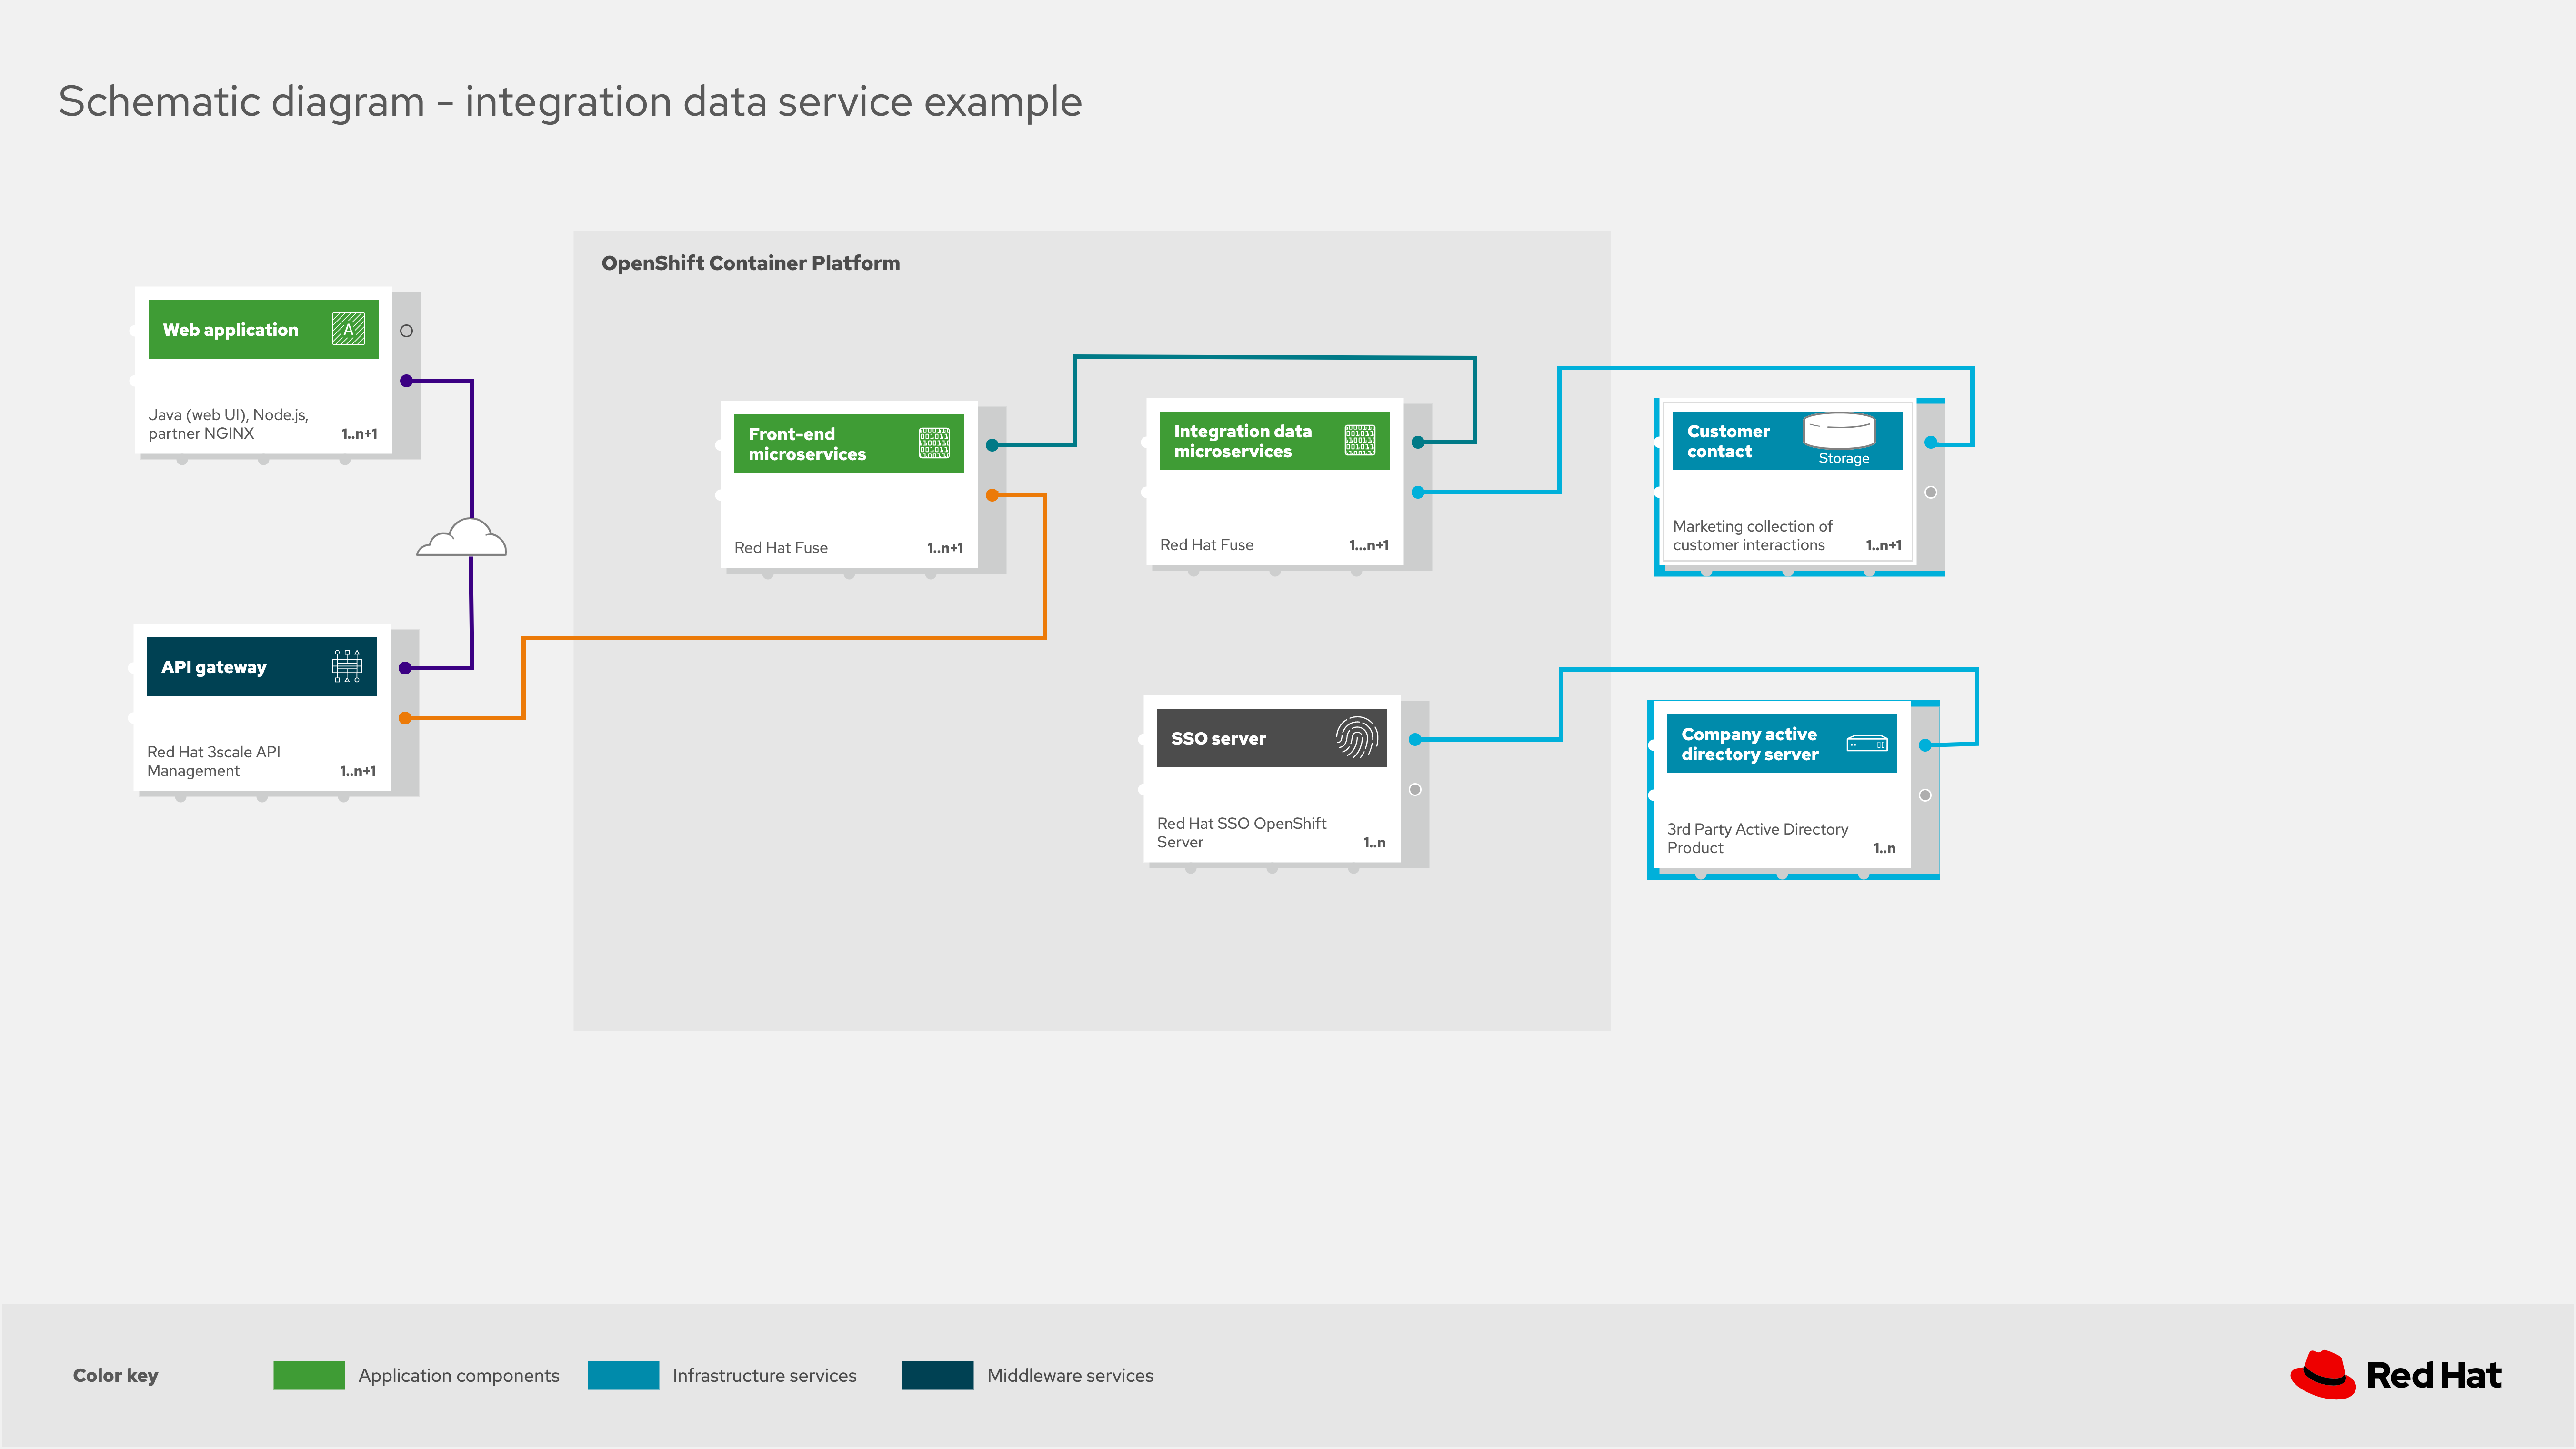 Schematic diagram - integration data service example
OpenShift Container Platform
Web application
A
Java (web UI), Node.js,
partner NGINX
1..n+1
API gateway
Red Hat 3scale API
Management
1..n+1
Front-end
microservices
Red Hat Fuse
1..n+1
Integration data
microservices
Red Hat Fuse
1...n+1
Customer
contact
Storage
Marketing collection of
customer interactions
1..n+1
SSO server
Red Hat SSO OpenShift
Server
1..n
Company active
directory server
3rd Party Active Directory
Product
1..n
Color key
Application components
Infrastructure services
Middleware services
Red Hat